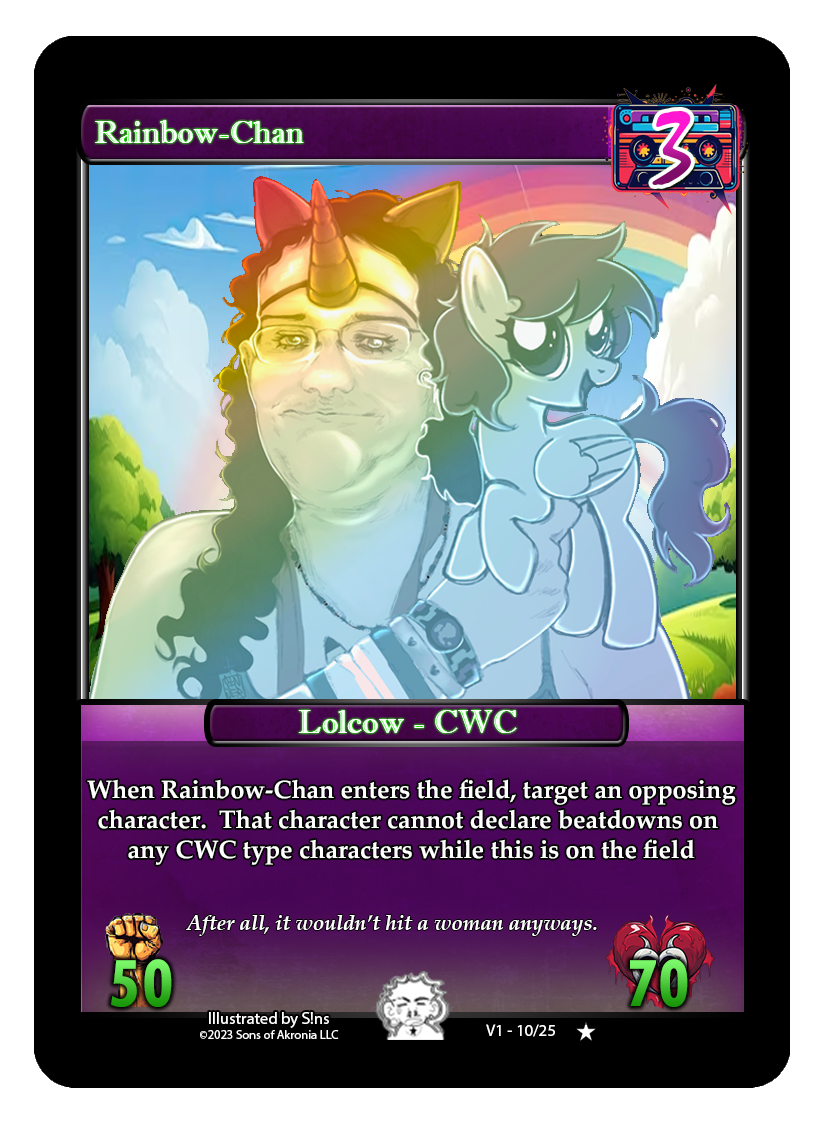 Rainbow-Chan
3
Lolcow - CWC
When Rainbow-Chan enters the field, target an opposing
character.  That character cannot declare beatdowns on
any CWC type characters while this is on the field
After all, it wouldn't hit a woman anyways.
50
70
Illustrated by S!ns
©2023 Sons of Akronia LLC
V1 - 10/25